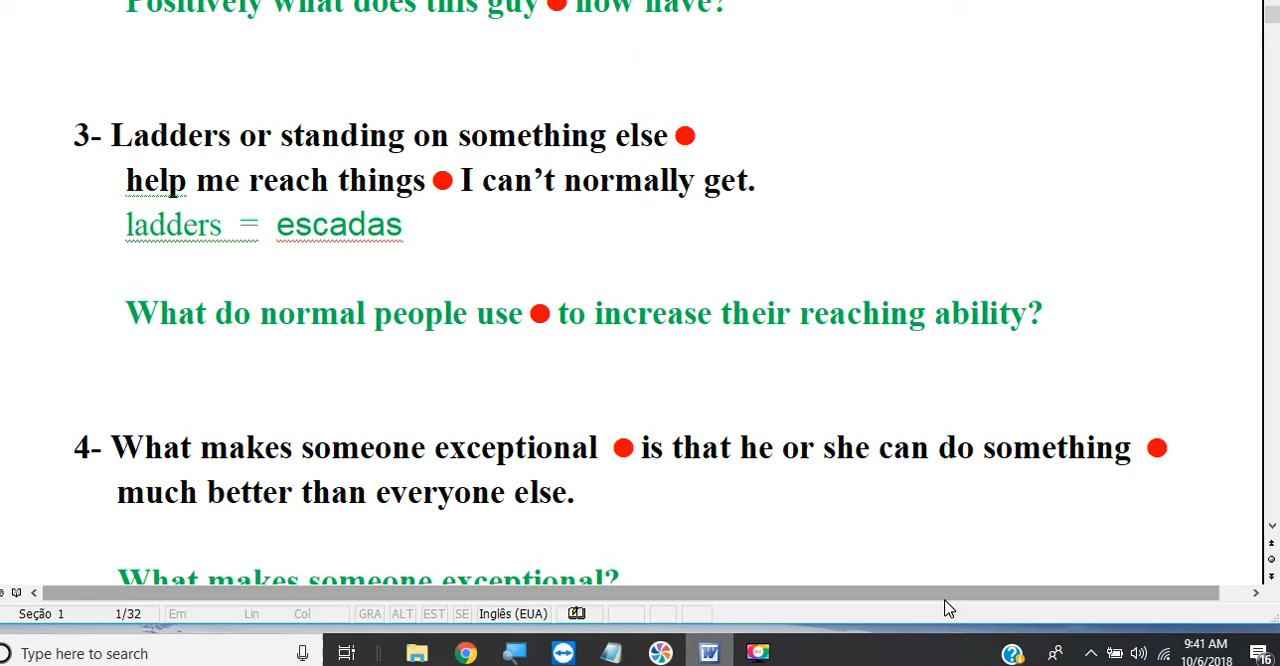 Positively what does this guy ● now have?
3- Ladders or standing on something else ●
help me reach things ● I can’t normally get.
ladders = escadas
What do normal people use ● to increase their reaching ability?
4- What makes someone exceptional ● is that he or she can do something ●
much better than everyone else.
What makes someone exceptional?
Seção 1 1/32 Em Lin Col GRA ALT EST SE Inglês (EUA)
Type here to search 9:41 AM
10/6/2018 16